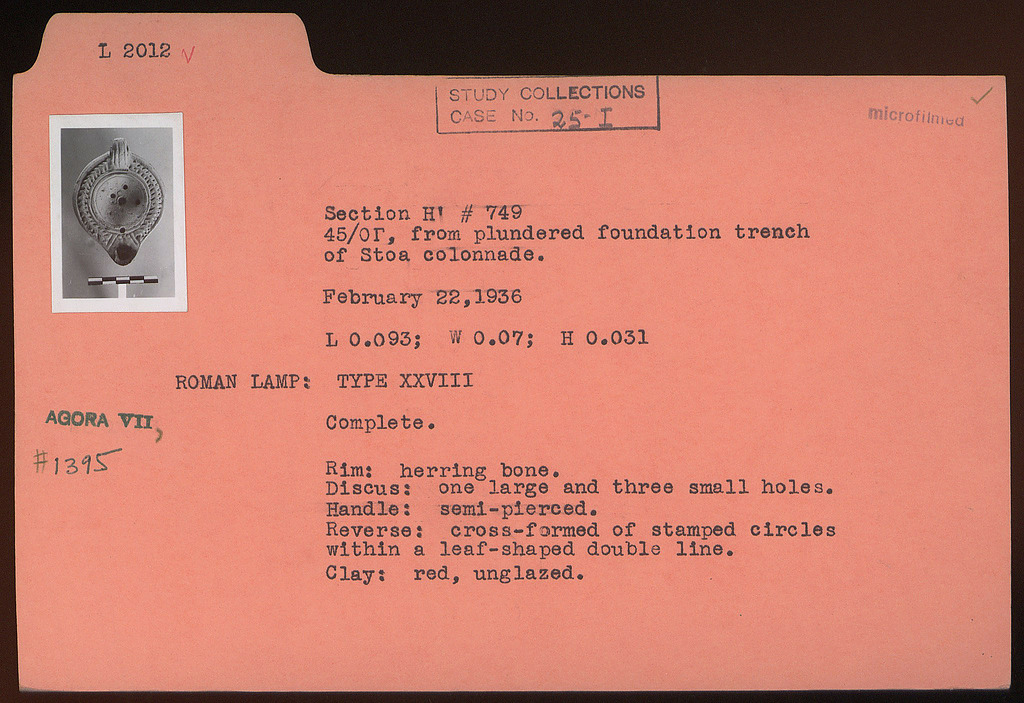 L 2012 √
STUDY COLLECTIONS
CASE No. 25-I
microfilmed
Section H' # 749
45/ΟΓ, from plundered foundation trench
of Stoa colonnade.
February 22,1936
L 0.093; W 0.07; H 0.031
ROMAN LAMP: TYPE XXVIII
AGORA VII,
#1395
Complete.
Rim: herring bone.
Discus: one large and three small holes.
Handle: semi-pierced.
Reverse: cross-formed of stamped circles
within a leaf-shaped double line.
Clay: red, unglazed.